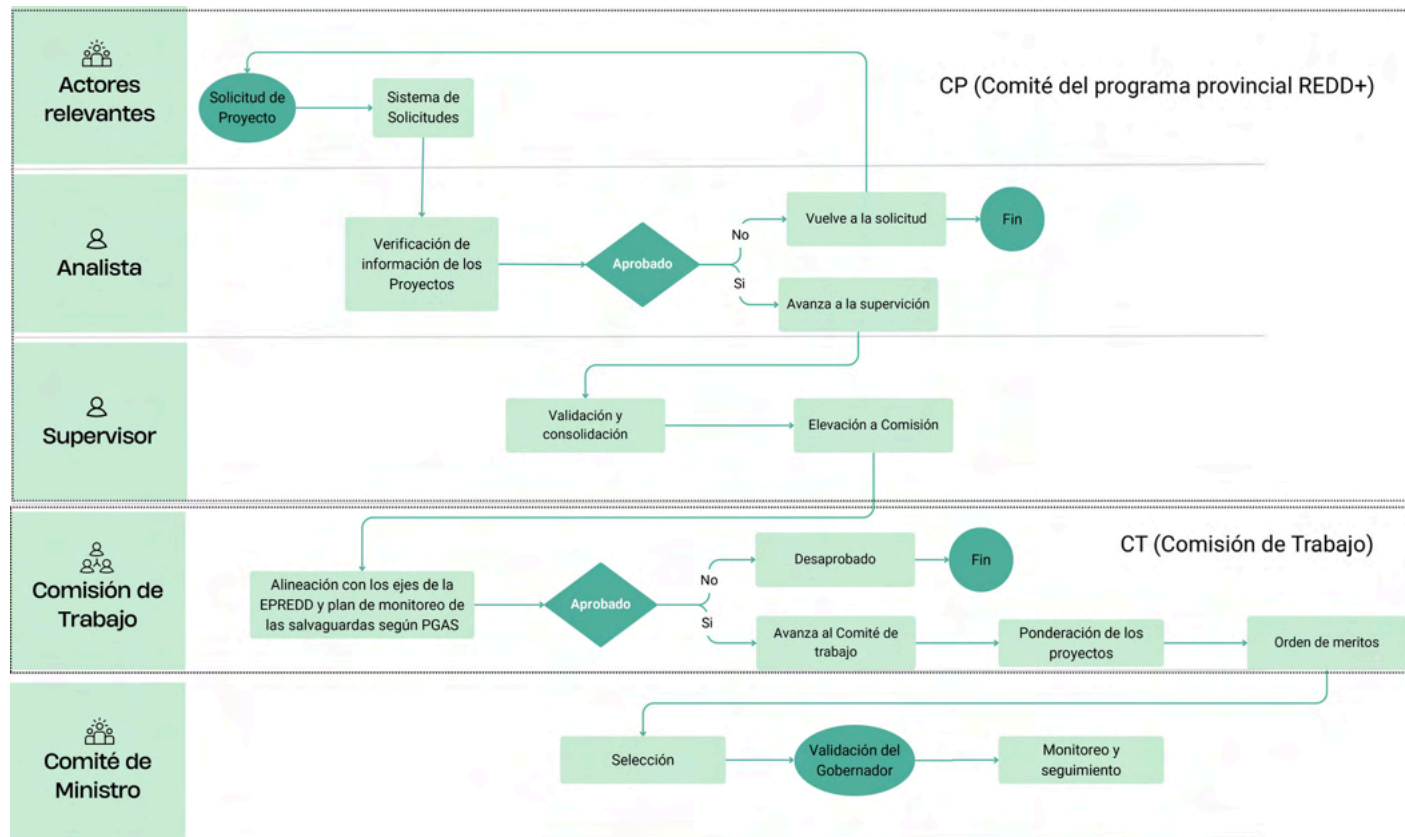 Actores
relevantes
Solicitud de
Proyecto
Sistema de
Solicitudes
CP (Comité del programa provincial REDD+)
Analista
Verificación de
información de los
Proyectos
Aprobado
No
Si
Vuelve a la solicitud
Fin
Avanza a la supervición
Supervisor
Validación y
consolidación
Elevación a Comisión
Comisión de
Trabajo
CT (Comisión de Trabajo)
Alineación con los ejes de la
EPREDD y plan de monitoreo de
las salvaguardas según PGAS
Aprobado
No
Si
Desaprobado
Fin
Avanza al Comité de
trabajo
Ponderación de los
proyectos
Orden de meritos
Comité de
Ministro
Selección
Validación del
Gobernador
Monitoreo y
seguimiento